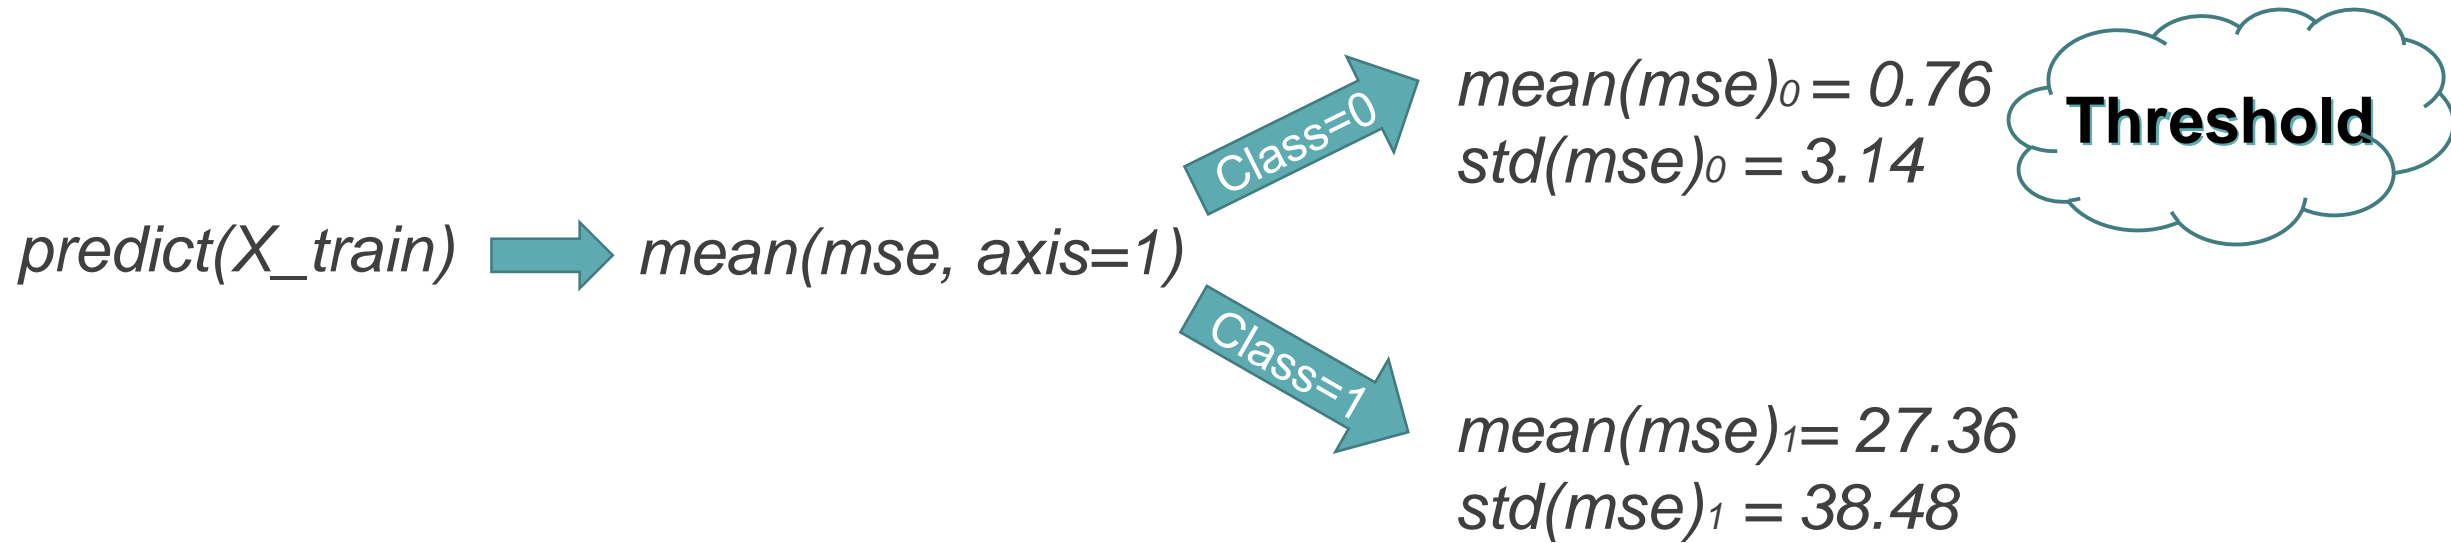 predict(X_train)
mean(mse, axis=1)
Class=0
mean(mse)₀ = 0.76
std(mse)₀ = 3.14
Threshold
Class=1
mean(mse)₁= 27.36
std(mse)₁ = 38.48